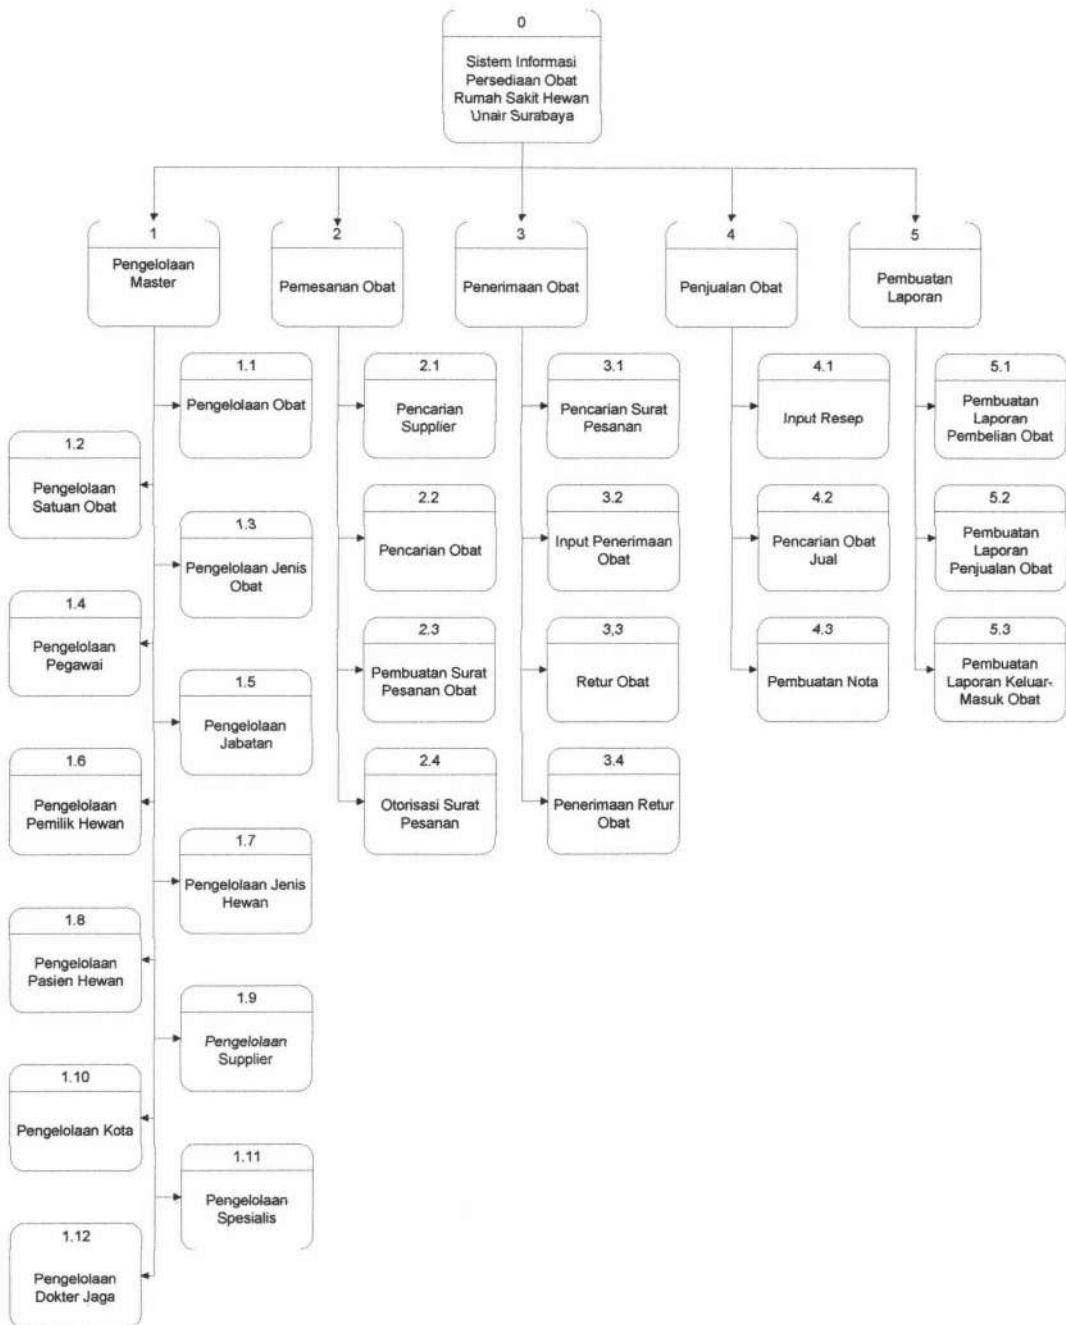 0
Sistem Informasi
Persediaan Obat
Rumah Sakit Hewan
Unair Surabaya
1
Pengelolaan
Master
2
Pemesanan Obat
3
Penerimaan Obat
4
Penjualan Obat
5
Pembuatan
Laporan
1.1
Pengelolaan Obat
1.2
Pengelolaan
Satuan Obat
1.3
Pengelolaan Jenis
Obat
1.4
Pengelolaan
Pegawai
1.5
Pengelolaan
Jabatan
1.6
Pengelolaan
Pemilik Hewan
1.7
Pengelolaan Jenis
Hewan
1.8
Pengelolaan
Pasien Hewan
1.9
Pengelolaan
Supplier
1.10
Pengelolaan Kota
1.11
Pengelolaan
Spesialis
1.12
Pengelolaan
Dokter Jaga
2.1
Pencarian
Supplier
2.2
Pencarian Obat
2.3
Pembuatan Surat
Pesanan Obat
2.4
Otorisasi Surat
Pesanan
3.1
Pencarian Surat
Pesanan
3.2
Input Penerimaan
Obat
3,3
Retur Obat
3.4
Penerimaan Retur
Obat
4.1
Input Resep
4.2
Pencarian Obat
Jual
4.3
Pembuatan Nota
5.1
Pembuatan
Laporan
Pembelian Obat
5.2
Pembuatan
Laporan
Penjualan Obat
5.3
Pembuatan
Laporan Keluar-
Masuk Obat